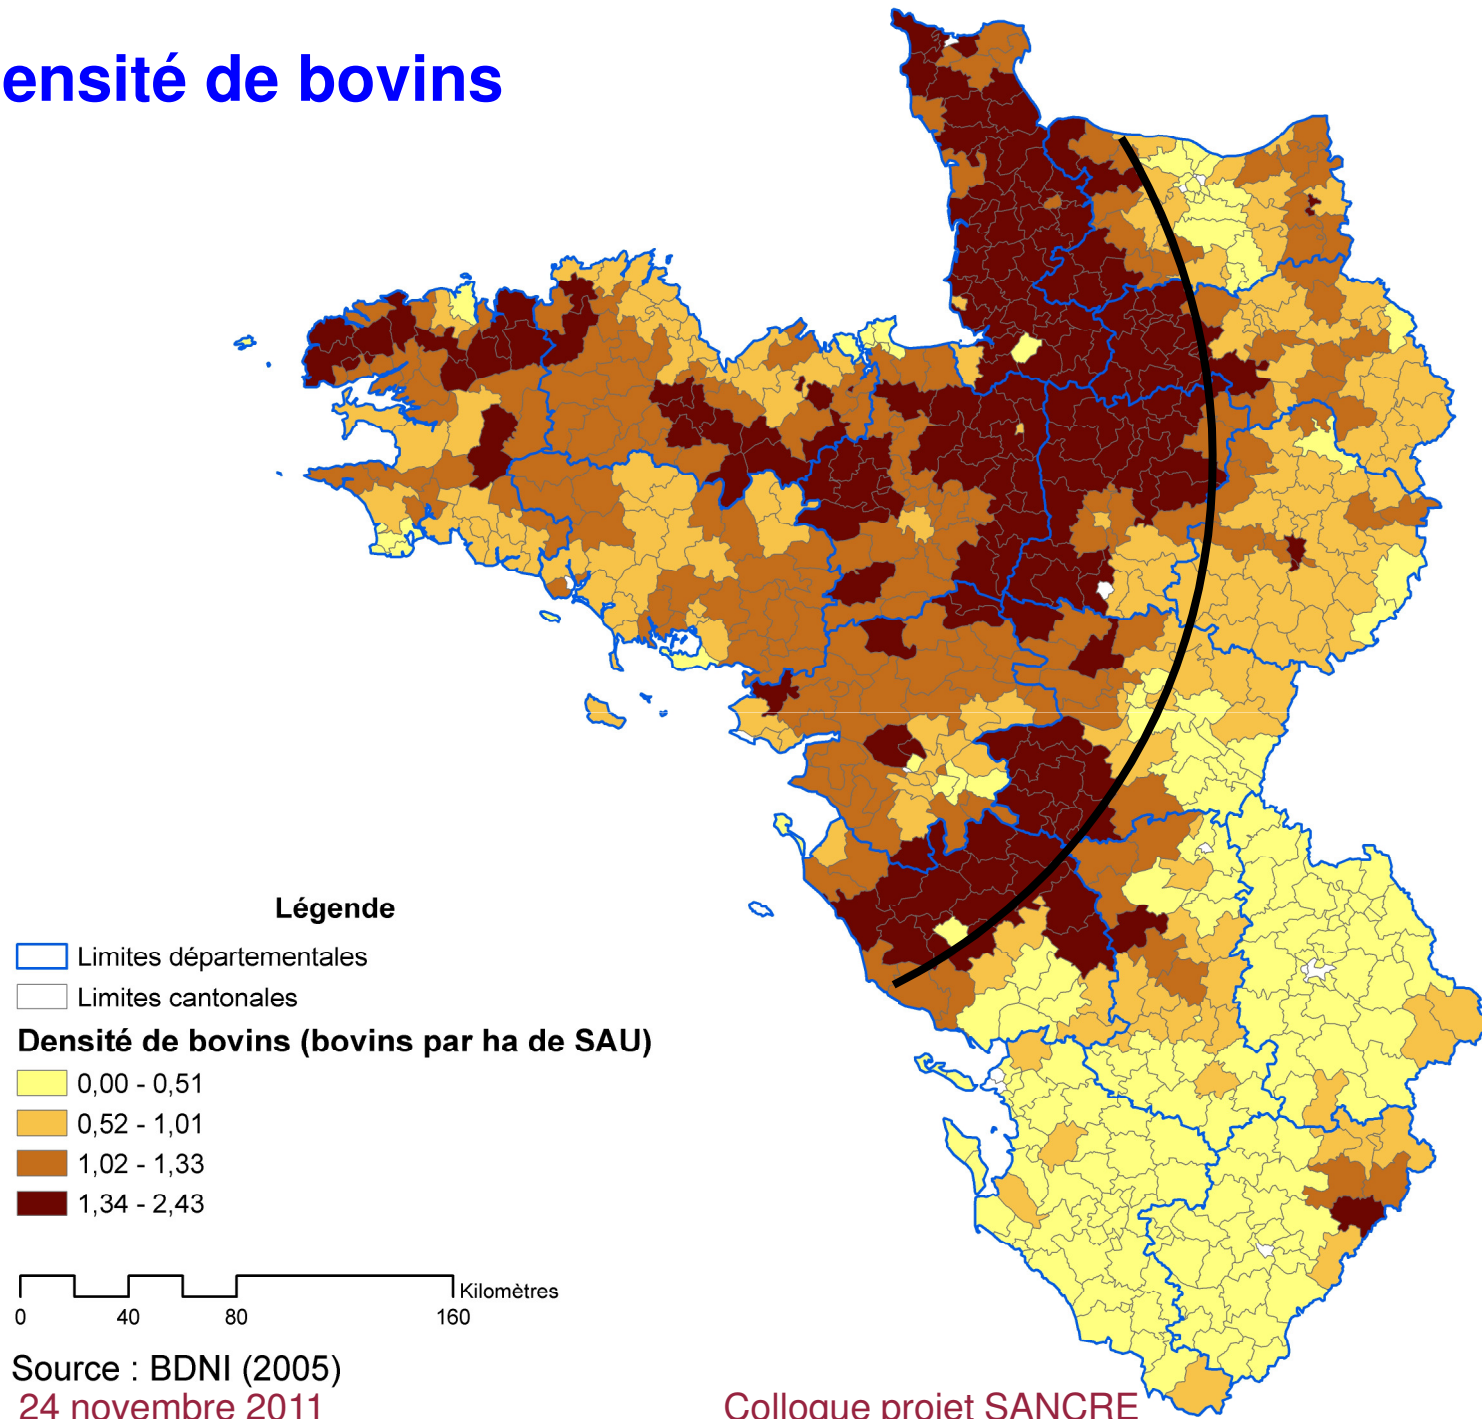 ensité de bovins
Légende
Limites départementales
Limites cantonales
Densité de bovins (bovins par ha de SAU)
0,00 - 0,51
0,52 - 1,01
1,02 - 1,33
1,34 - 2,43
Kilomètres
0 40 80 160
Source : BDNI (2005)
24 novembre 2011 Colloque projet SANCRE